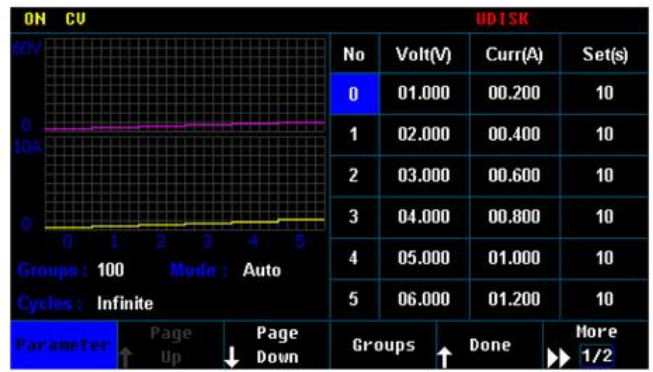 ON CV UDISK
60V
0
10A
0
0 1 2 3 4 5
Groups : 100 Mode : Auto
Cycles : Infinite
No Volt(V) Curr(A) Set(s)
0 01.000 00.200 10
1 02.000 00.400 10
2 03.000 00.600 10
3 04.000 00.800 10
4 05.000 01.000 10
5 06.000 01.200 10
Parameter Page Up Page Down Groups Done More 1/2